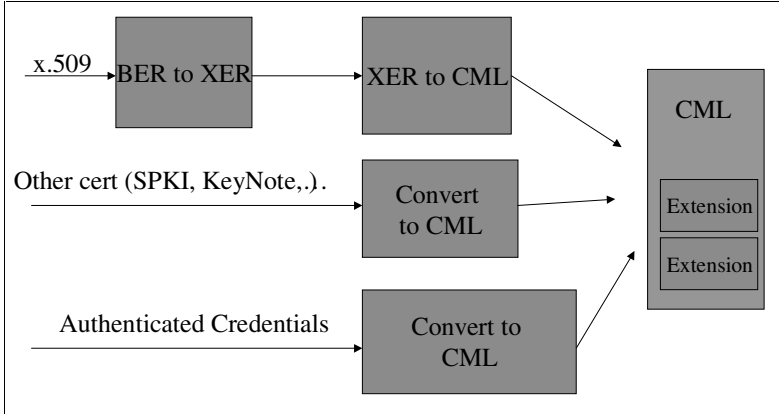 x.509
BER to XER
XER to CML
CML
Other cert (SPKI, KeyNote,.)..
Convert
to CML
Extension
Extension
Authenticated Credentials
Convert to
CML